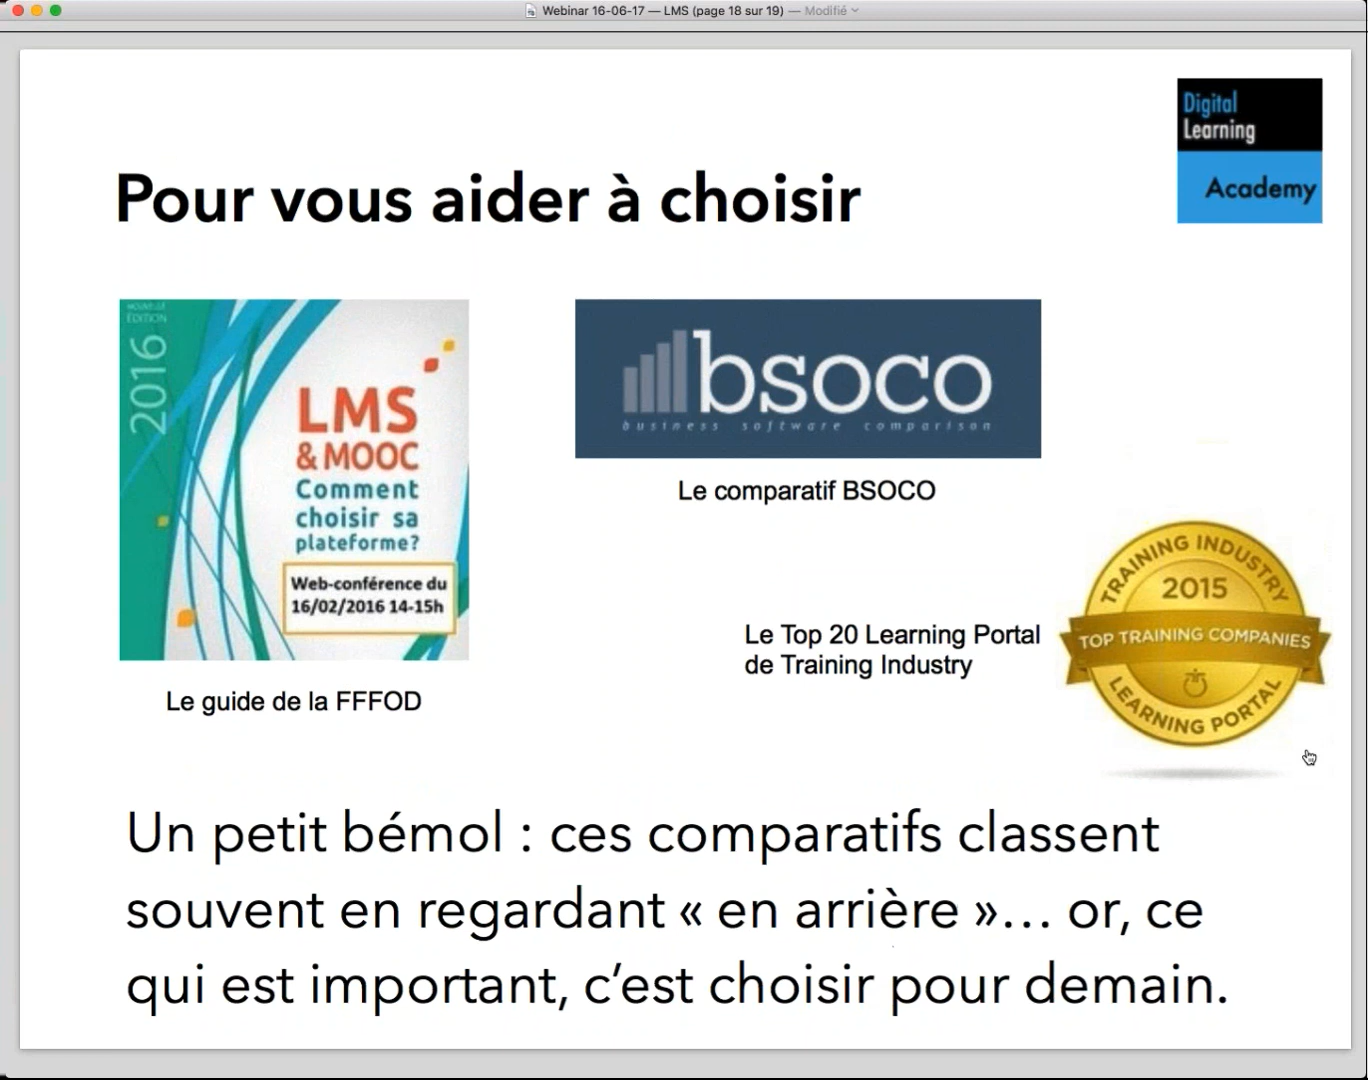 Webinar 16-06-17 — LMS (page 18 sur 19) — Modifié
Digital
Learning
Academy
Pour vous aider à choisir
NOUVELLE
ÉDITION
2016
LMS
& MOOC
Comment
choisir sa
plateforme?
Web-conférence du
16/02/2016 14-15h
Le guide de la FFFOD
bsoco
business software comparison
Le comparatif BSOCO
Le Top 20 Learning Portal
de Training Industry
TRAINING INDUSTRY
2015
TOP TRAINING COMPANIES
LEARNING PORTAL
Un petit bémol : ces comparatifs classent
souvent en regardant « en arrière »... or, ce
qui est important, c’est choisir pour demain.